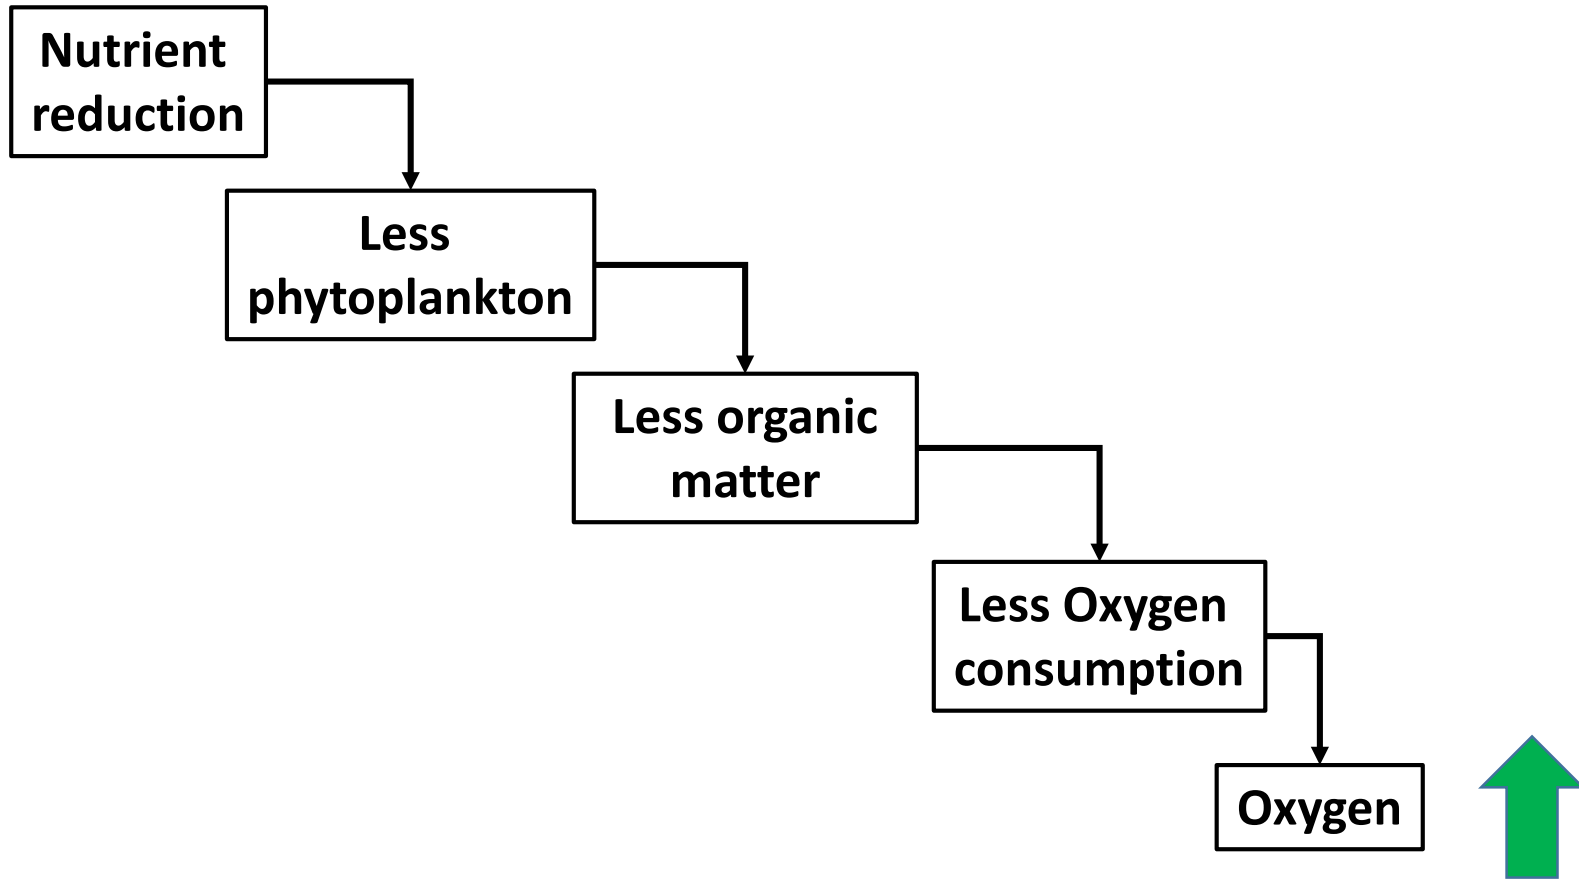 Nutrient
reduction
Less
phytoplankton
Less organic
matter
Less Oxygen
consumption
Oxygen